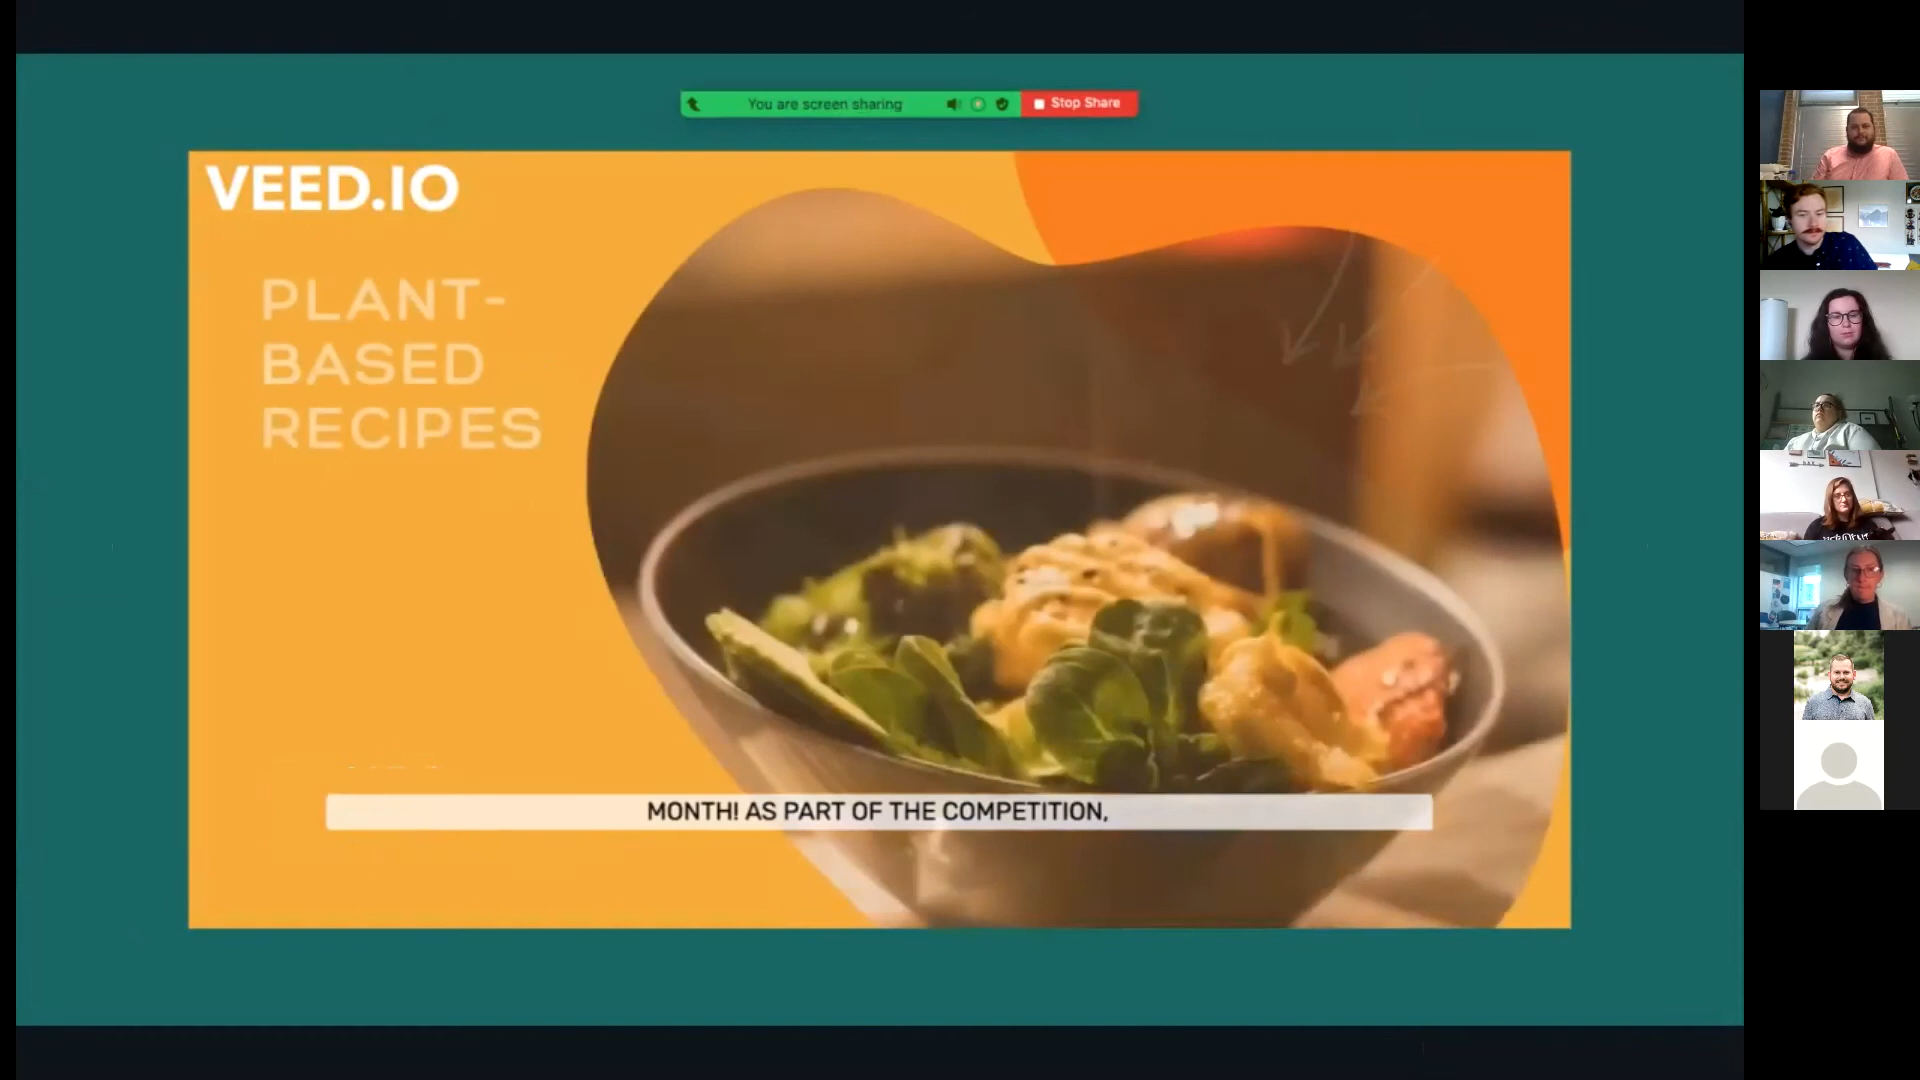 You are screen sharing
Stop Share
VEED.IO
PLANT-
BASED
RECIPES
MONTH! AS PART OF THE COMPETITION,